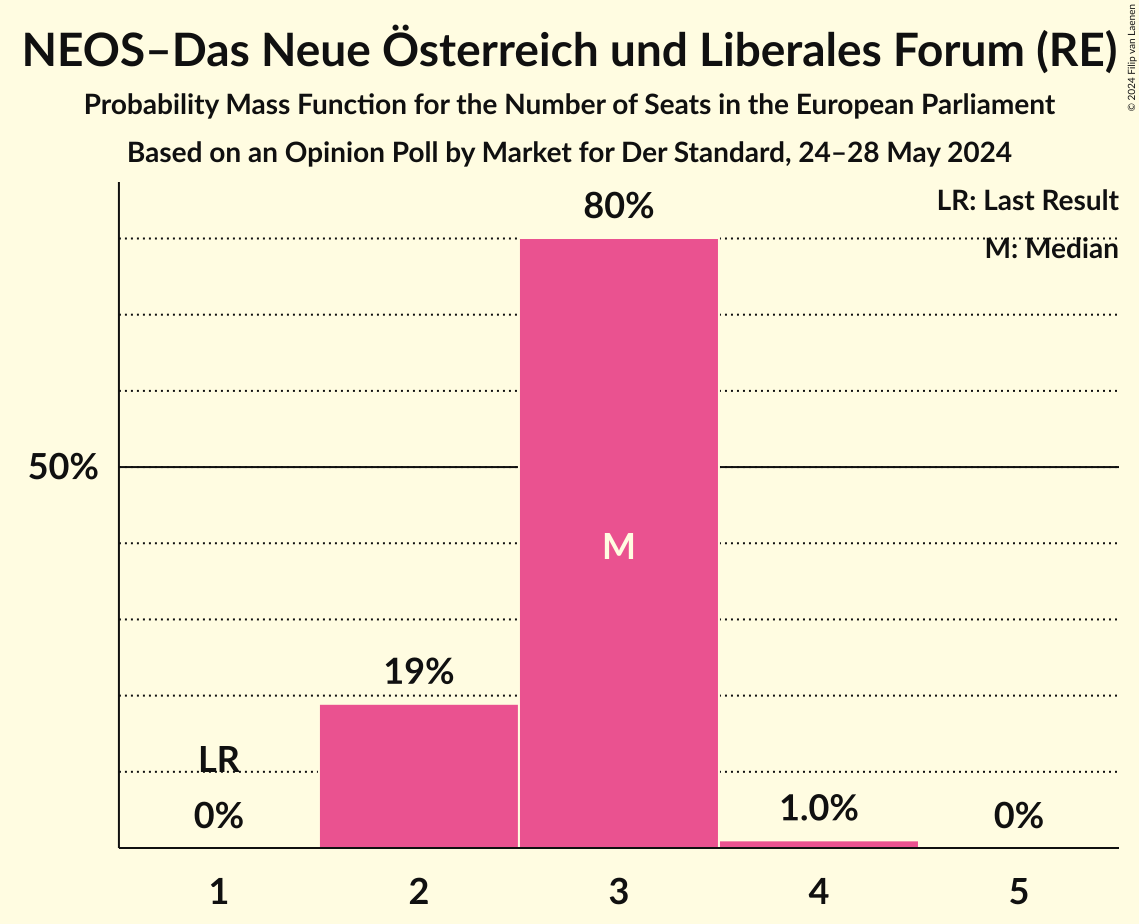 NEOS–Das Neue Österreich und Liberales Forum (RE)
Probability Mass Function for the Number of Seats in the European Parliament
Based on an Opinion Poll by Market for Der Standard, 24–28 May 2024
© 2024 Filip van Laenen
LR: Last Result
M: Median
80%
50%
M
19%
LR
0%
1.0%
0%
1 2 3 4 5